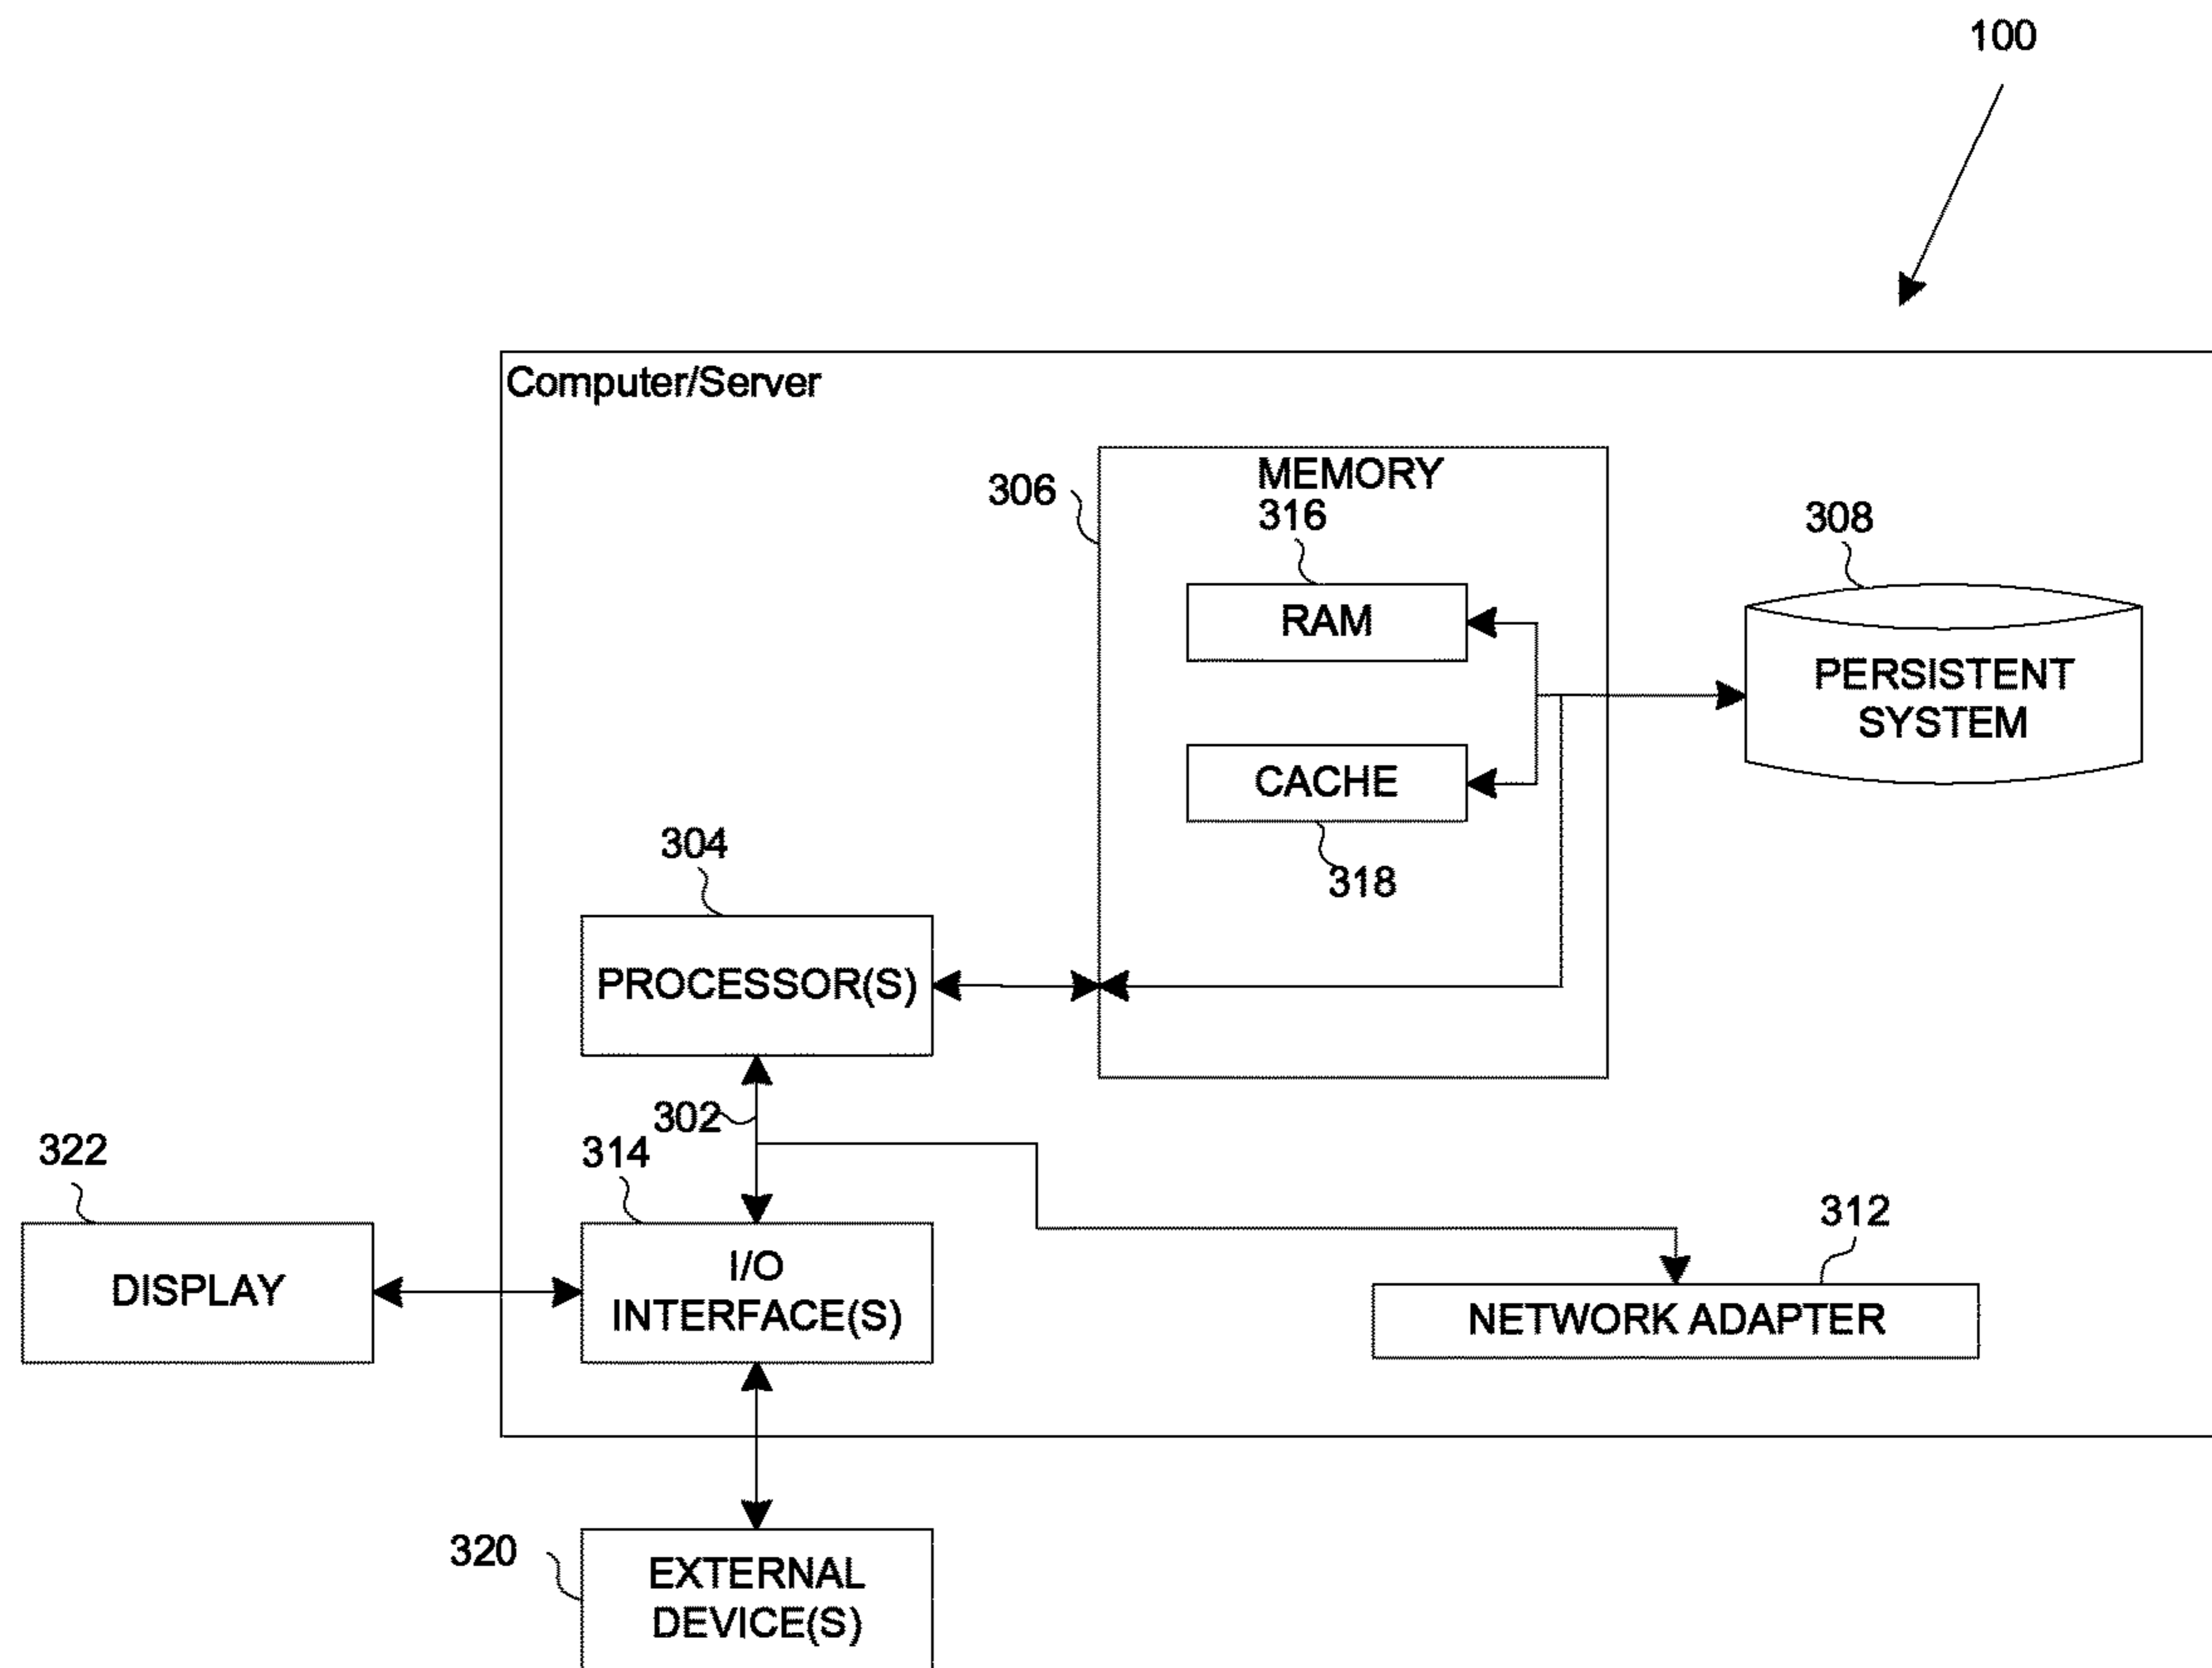 100
Computer/Server
MEMORY
306
316
308
RAM
PERSISTENT
SYSTEM
CACHE
304
318
PROCESSOR(S)
302
322
314
312
I/O
DISPLAY
INTERFACE(S)
NETWORK ADAPTER
320
EXTERNAL
DEVICE(S)